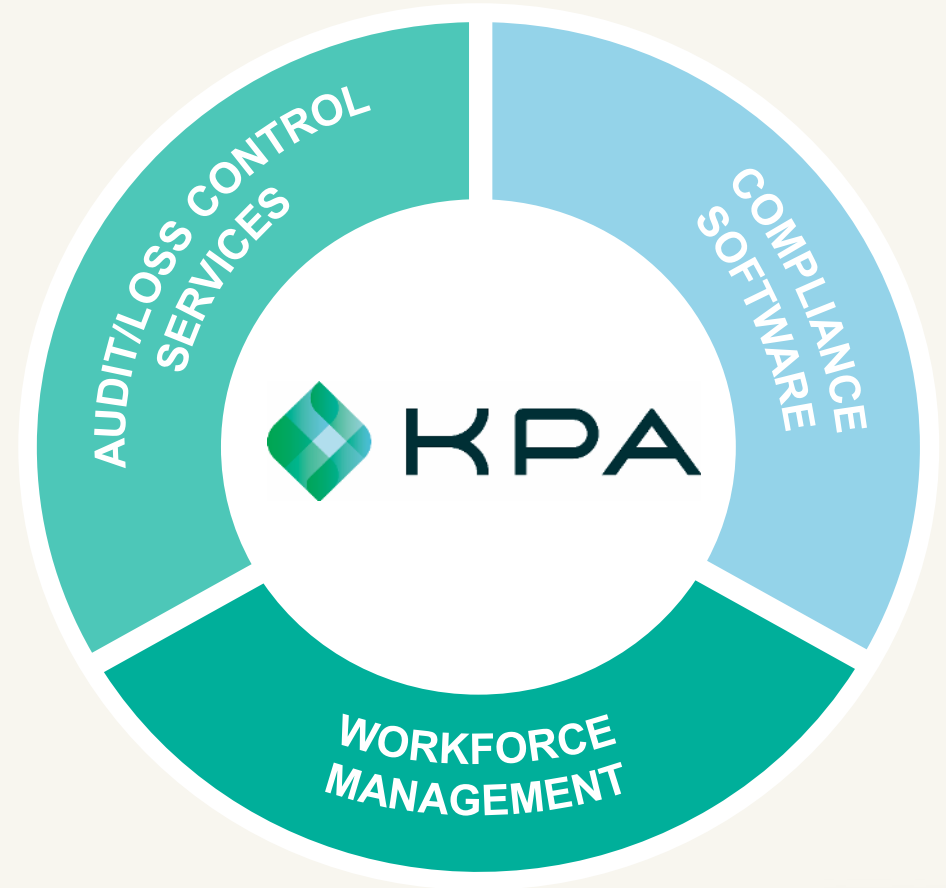 AUDIT/LOSS CONTROL
SERVICES
COMPLIANCE
SOFTWARE
KPA
WORKFORCE
MANAGEMENT